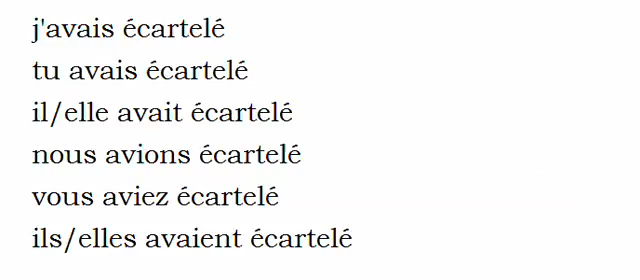 j'avais écartelé
tu avais écartelé
il/elle avait écartelé
nous avions écartelé
vous aviez écartelé
ils/elles avaient écartelé